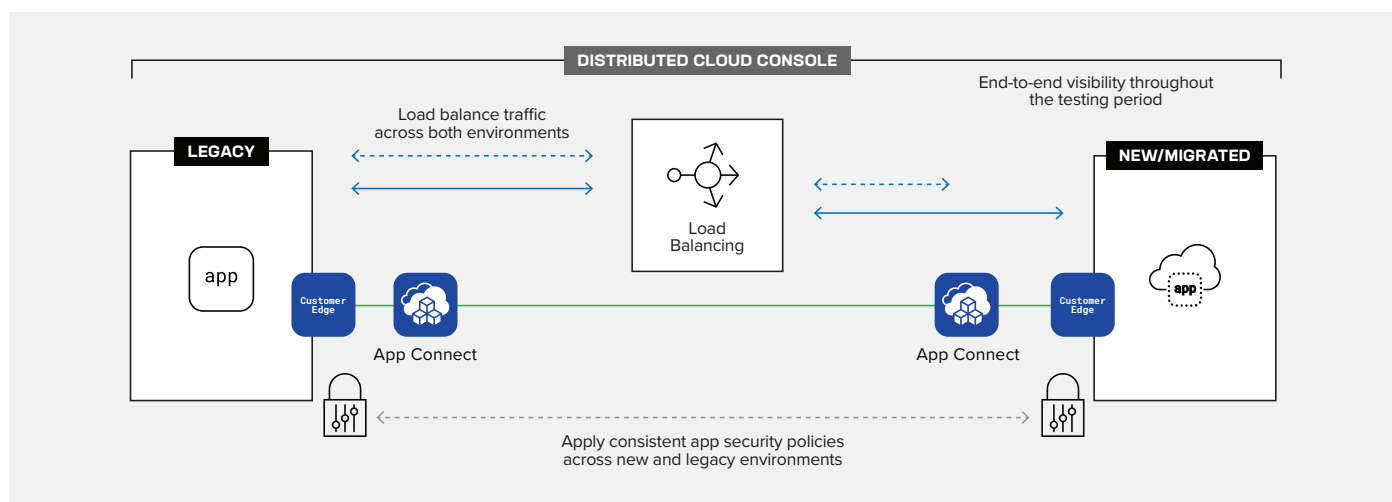 DISTRIBUTED CLOUD CONSOLE
End-to-end visibility throughout
the testing period
Load balance traffic
across both environments
LEGACY
NEW/MIGRATED
Load
Balancing
app
app
Customer
Edge
Customer
Edge
App Connect
App Connect
Apply consistent app security policies
across new and legacy environments